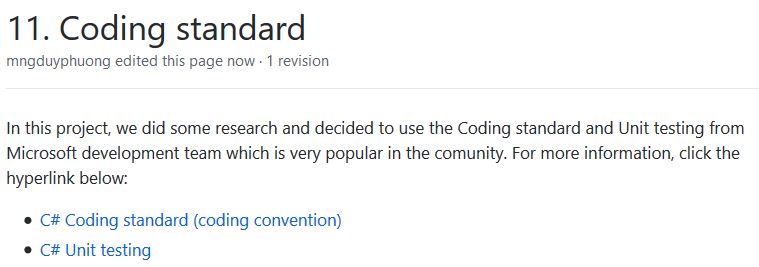 11. Coding standard
mngduyphuong edited this page now · 1 revision
In this project, we did some research and decided to use the Coding standard and Unit testing from
Microsoft development team which is very popular in the comunity. For more information, click the
hyperlink below:
• C# Coding standard (coding convention)
• C# Unit testing